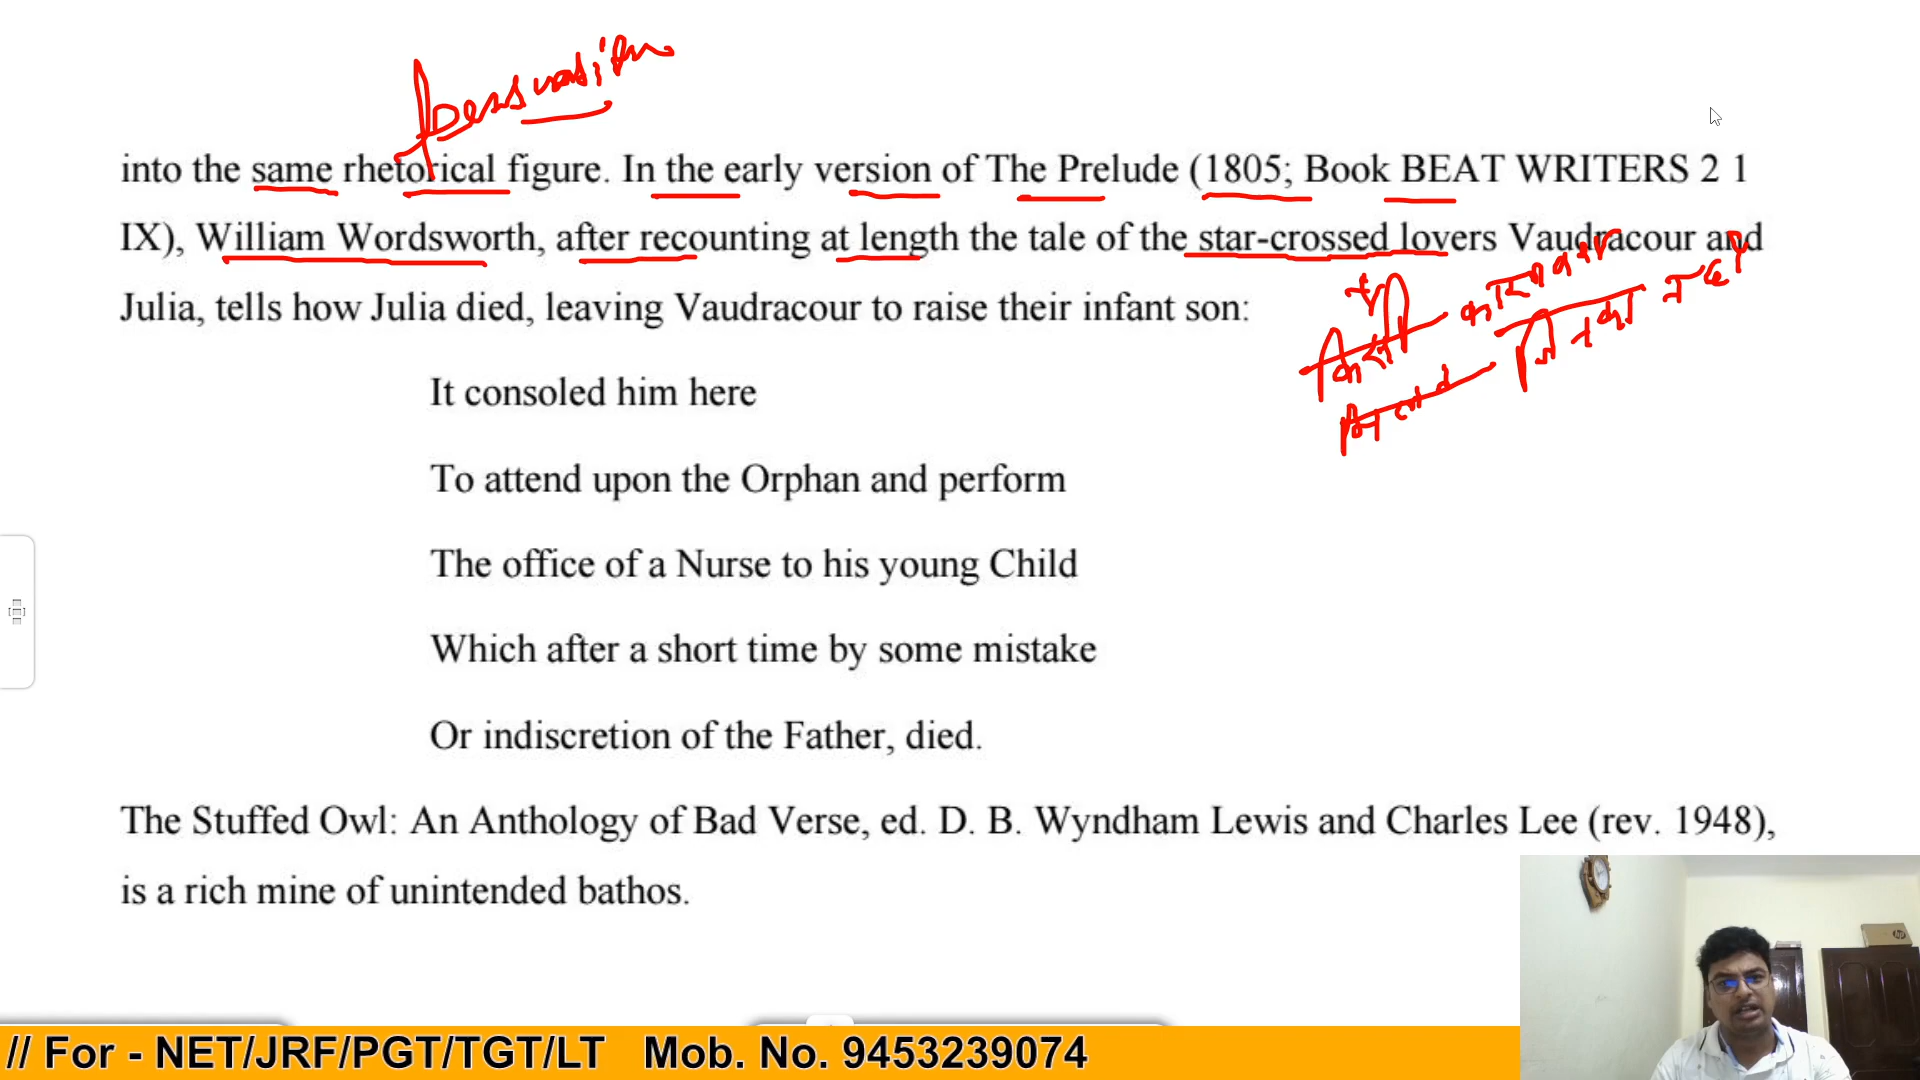 persuation
into the same rhetorical figure. In the early version of The Prelude (1805; Book BEAT WRITERS 2 1
IX), William Wordsworth, after recounting at length the tale of the star-crossed lovers Vaudracour and
Julia, tells how Julia died, leaving Vaudracour to raise their infant son:
It consoled him here
To attend upon the Orphan and perform
The office of a Nurse to his young Child
Which after a short time by some mistake
Or indiscretion of the Father, died.
The Stuffed Owl: An Anthology of Bad Verse, ed. D. B. Wyndham Lewis and Charles Lee (rev. 1948),
is a rich mine of unintended bathos.
// For - NET/JRF/PGT/TGT/LT Mob. No. 9453239074